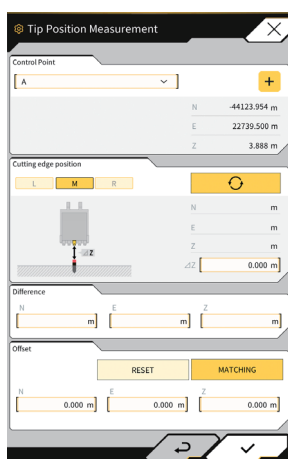 Tip Position Measurement
Control Point
A
+
N -44123.954 m
E 22739.500 m
Z 3.888 m
Cutting edge position
L M R
N m
E m
Z m
⊿Z
⊿Z 0.000 m
Difference
N E Z
m m m
Offset
RESET MATCHING
N E Z
0.000 m 0.000 m 0.000 m